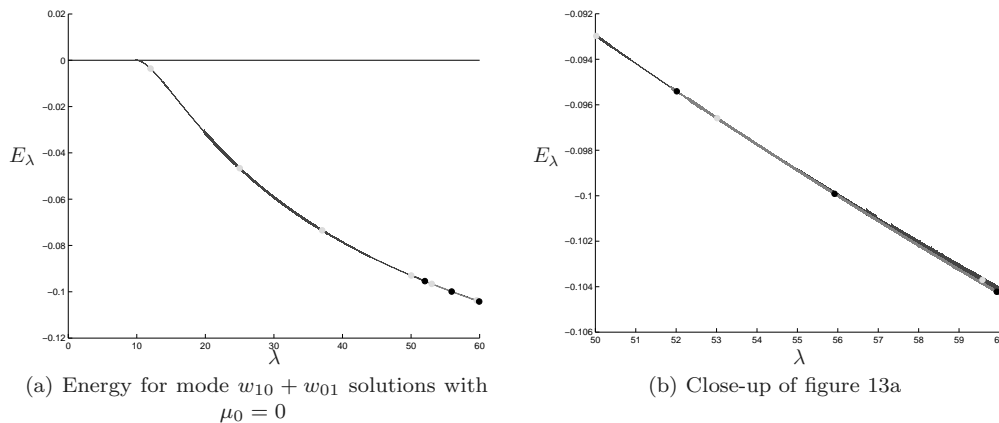 0.02
0
−0.02
−0.04
−0.06
−0.08
−0.1
−0.12
E_λ
0 10 20 30 40 50 60
λ
(a) Energy for mode w₁₀ + w₀₁ solutions with
μ₀ = 0
−0.092
−0.094
−0.096
−0.098
−0.1
−0.102
−0.104
−0.106
E_λ
50 51 52 53 54 55 56 57 58 59
λ
(b) Close-up of figure 13a